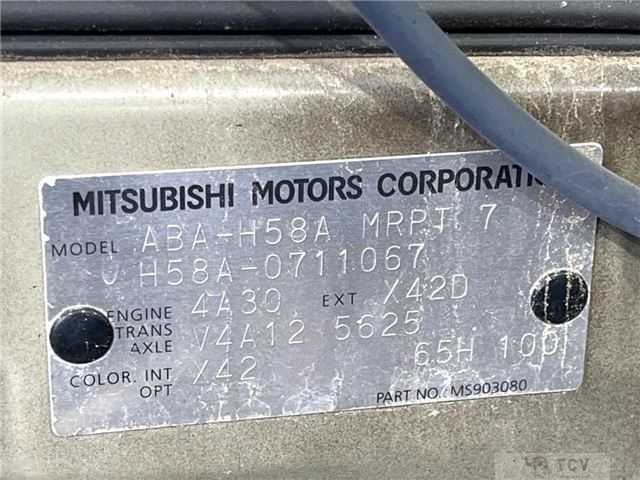 MITSUBISHI MOTORS CORPORATI
MODEL ABA-H58A MRPT 7
H58A-0711067
ENGINE 4A30 EXT X42D
TRANS AXLE V4A12 5625
COLOR. INT X42 65H 100
OPT
PART NO. MS903080
TCV